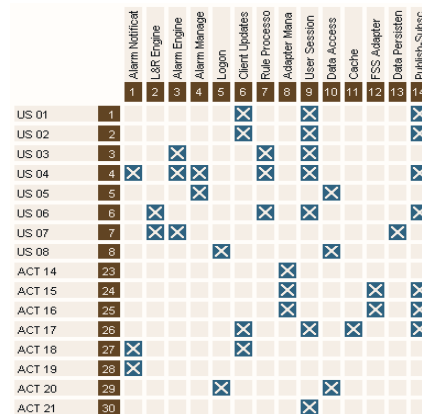 Alarm Notificat
L&R Engine
Alarm Engine
Alarm Manage
Logon
Client Updates
Rule Processo
Adapter Mana
User Session
Data Access
Cache
FSS Adapter
Data Persisten
Publish-Subsc
1 2 3 4 5 6 7 8 9 10 11 12 13 14
US 01 1
US 02 2
US 03 3
US 04 4
US 05 5
US 06 6
US 07 7
US 08 8
ACT 14 23
ACT 15 24
ACT 16 25
ACT 17 26
ACT 18 27
ACT 19 28
ACT 20 29
ACT 21 30